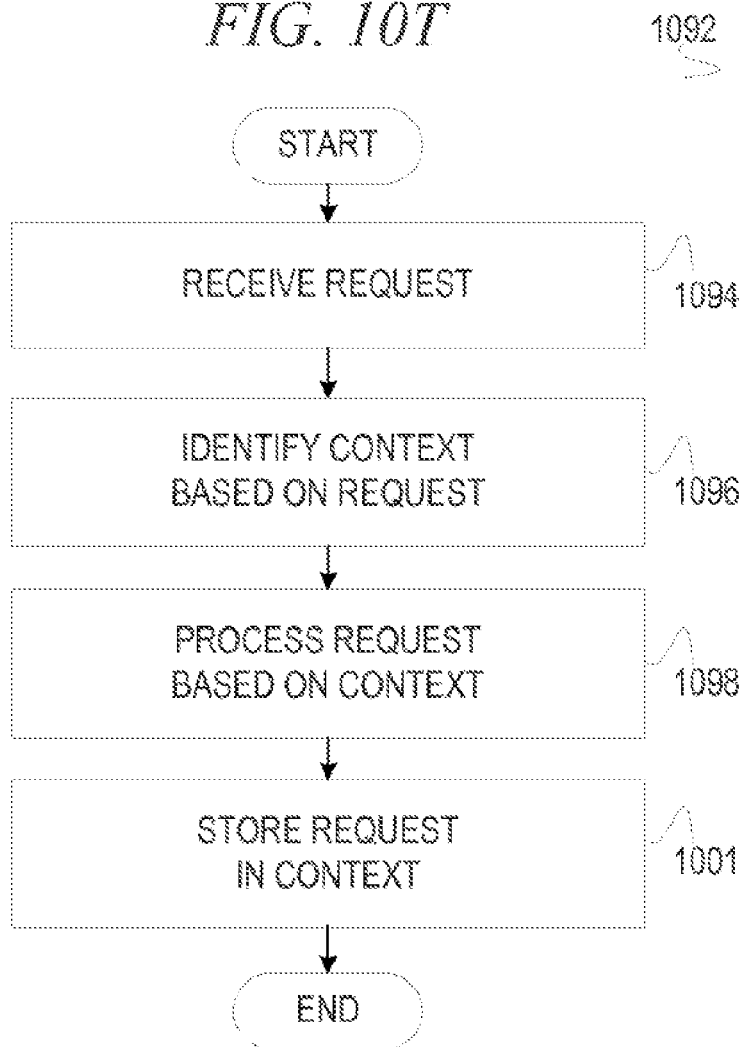 FIG. 10T
1092
START
RECEIVE REQUEST
1094
IDENTIFY CONTEXT
BASED ON REQUEST
1096
PROCESS REQUEST
BASED ON CONTEXT
1098
STORE REQUEST
IN CONTEXT
1001
END